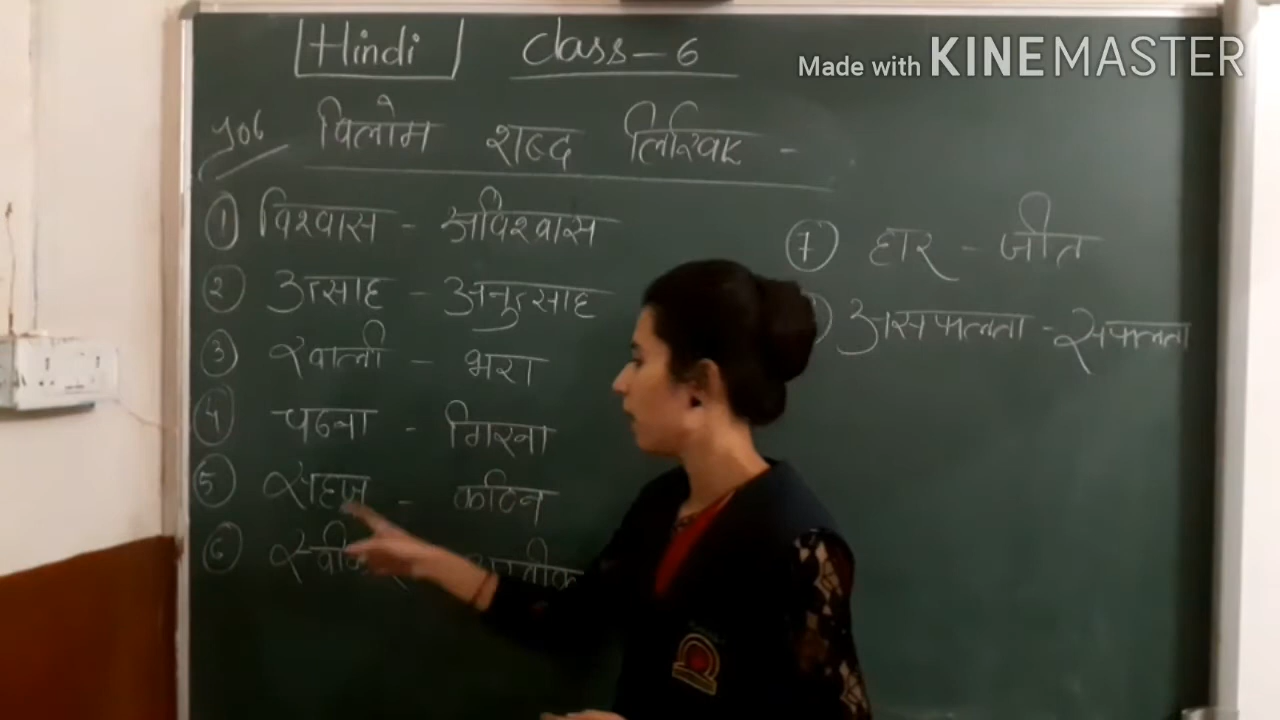 Hindi Class - 6
Made with KINEMASTER
विलोम शब्द लिखिए -
① विश्वास - अविश्वास
② उत्साह - अनुत्साह
③ खाली - भरा
④ चढना - गिरना
⑤ सहज - कठिन
⑥
⑦ हार - जीत
असफलता - सफलता